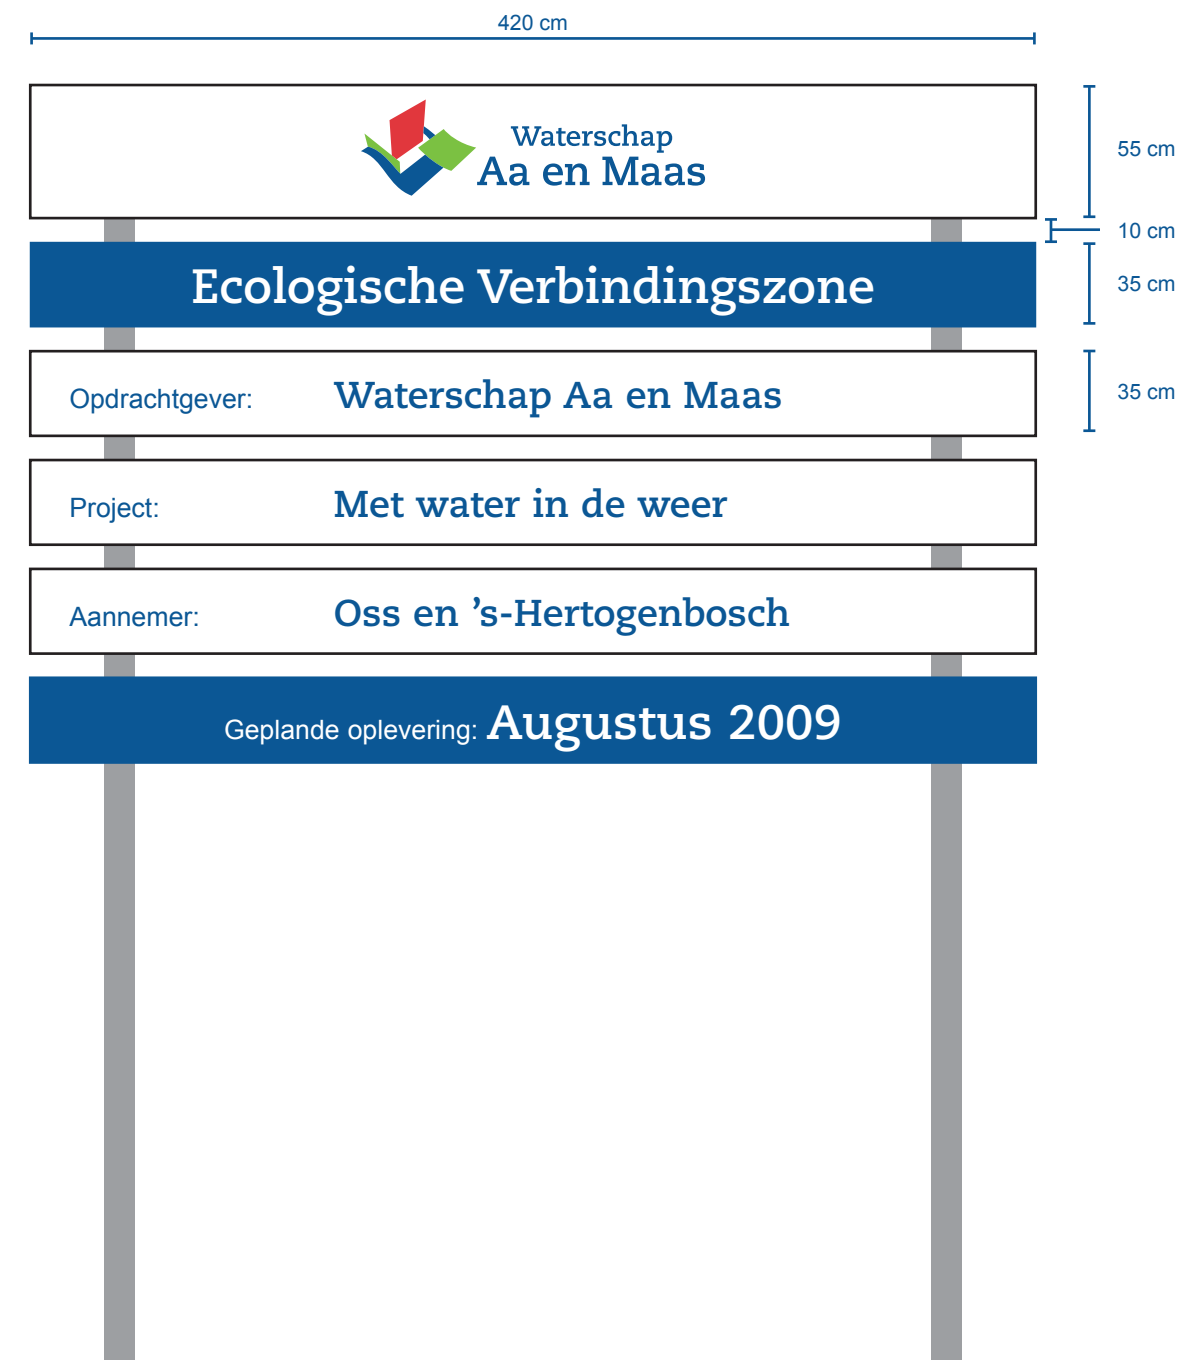 420 cm
Waterschap
Aa en Maas
55 cm
10 cm
Ecologische Verbindingszone
35 cm
Opdrachtgever: Waterschap Aa en Maas
35 cm
Project: Met water in de weer
Aannemer: Oss en ’s-Hertogenbosch
Geplande oplevering: Augustus 2009